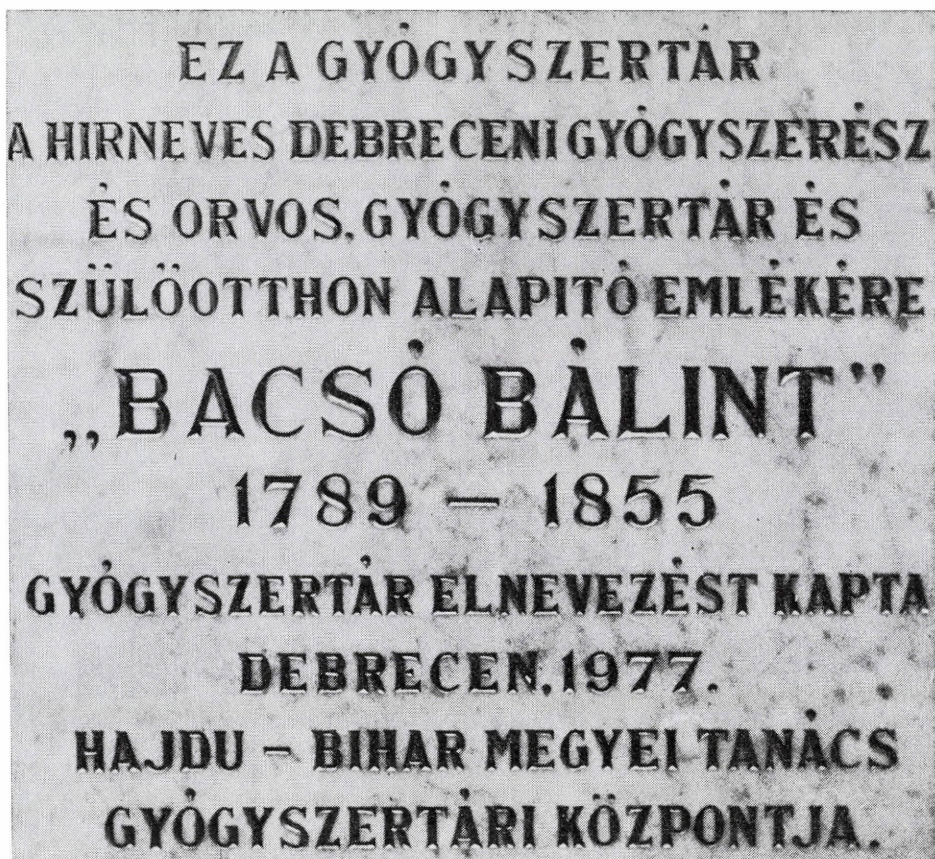 EZ A GYÓGYSZERTÁR
A HIRNEVES DEBRECENI GYÓGYSZERÉSZ
ÉS ORVOS, GYÓGYSZERTÁR ÉS
SZÜLÖOTTHON ALAPITÓ EMLÉKÉRE
„BACSÓ BÁLINT”
1789 – 1855
GYÓGYSZERTÁR ELNEVEZÉST KAPTA
DEBRECEN, 1977.
HAJDU – BIHAR MEGYEI TANÁCS
GYÓGYSZERTÁRI KÖZPONTJA.